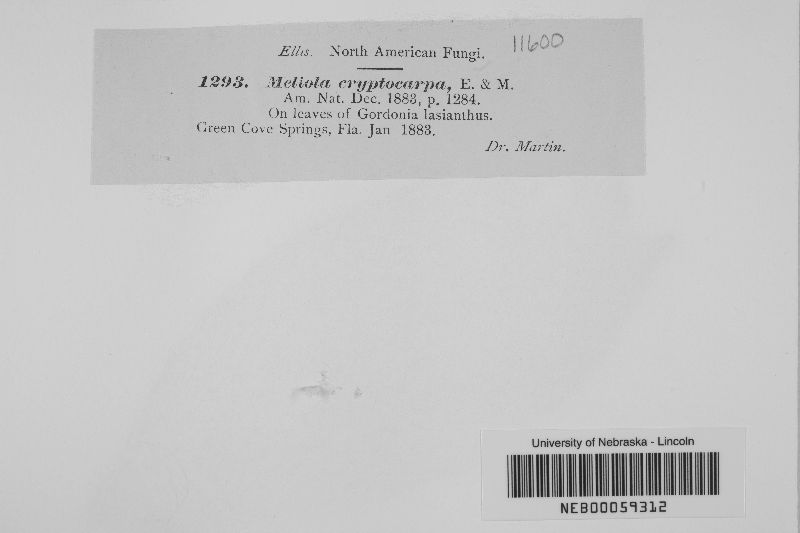 Ellis. North American Fungi.
11600
1293. Meliola cryptocarpa, E. & M.
Am. Nat. Dec. 1883, p. 1284.
On leaves of Gordonia lasianthus.
Green Cove Springs, Fla. Jan 1883.
Dr. Martin.
University of Nebraska - Lincoln
NEB00059312